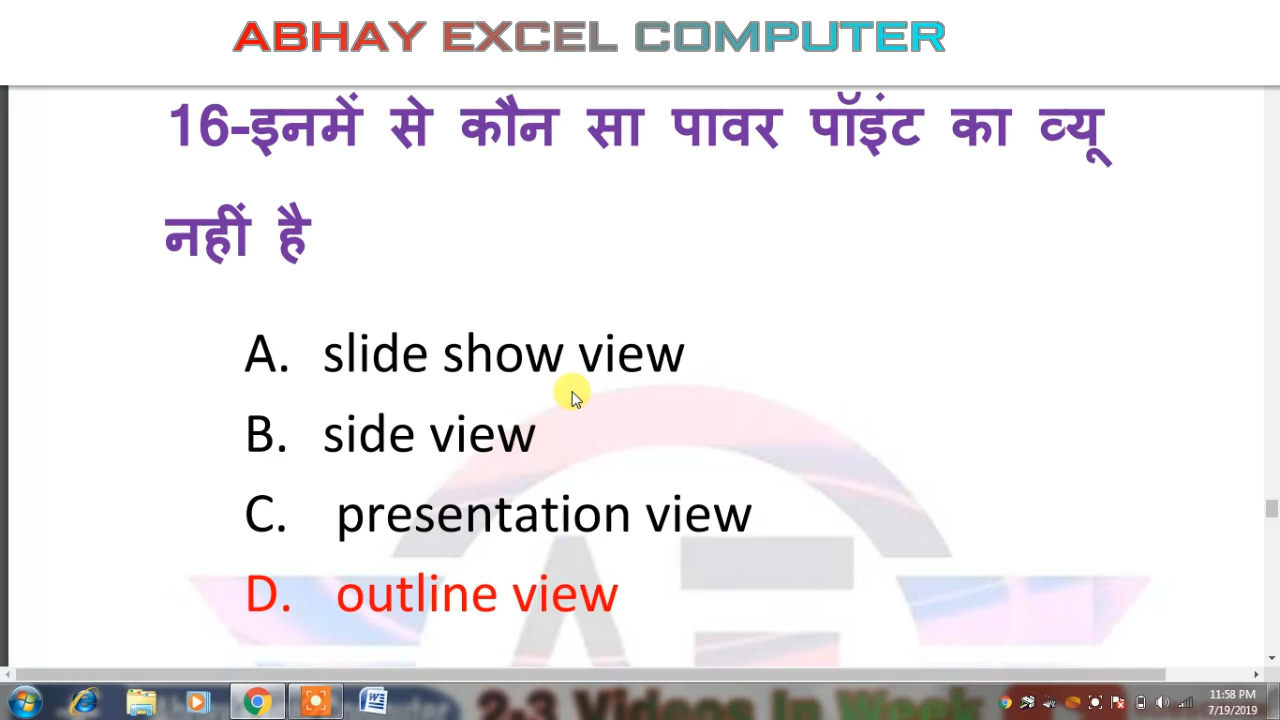 ABHAY EXCEL COMPUTER
16-इनमें से कौन सा पावर पॉइंट का व्यू
नहीं है
A. slide show view
B. side view
C. presentation view
D. outline view
11:58 PM
7/19/2019